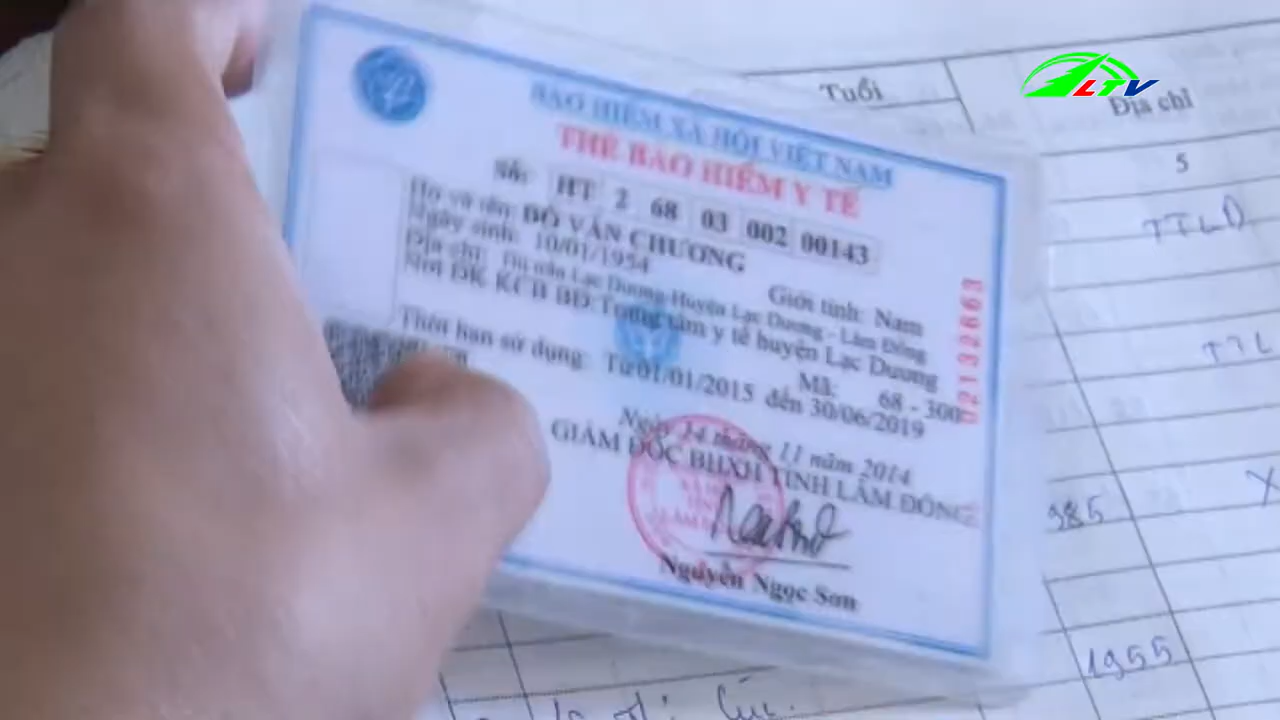 LTV
Tuổi
Địa chỉ
5
TTLD
TTL
BẢO HIỂM XÃ HỘI VIỆT NAM
THẺ BẢO HIỂM Y TẾ
Số: HT 2 68 03 002 00143
Họ và tên: ĐỖ VĂN CHƯƠNG
Ngày sinh: 10/01/1954 Giới tính: Nam
Địa chỉ: Thị trấn Lạc Dương-Huyện Lạc Dương - Lâm Đồng
Nơi ĐK KCB BĐ: Trung tâm y tế huyện Lạc Dương
Mã: 68 - 300
Thời hạn sử dụng: Từ 01/01/2015 đến 30/06/2019
Ngày 14 tháng 11 năm 2014
GIÁM ĐỐC BHXH TỈNH LÂM ĐỒNG
Nguyễn Ngọc Sơn
02132663
985
X
1955